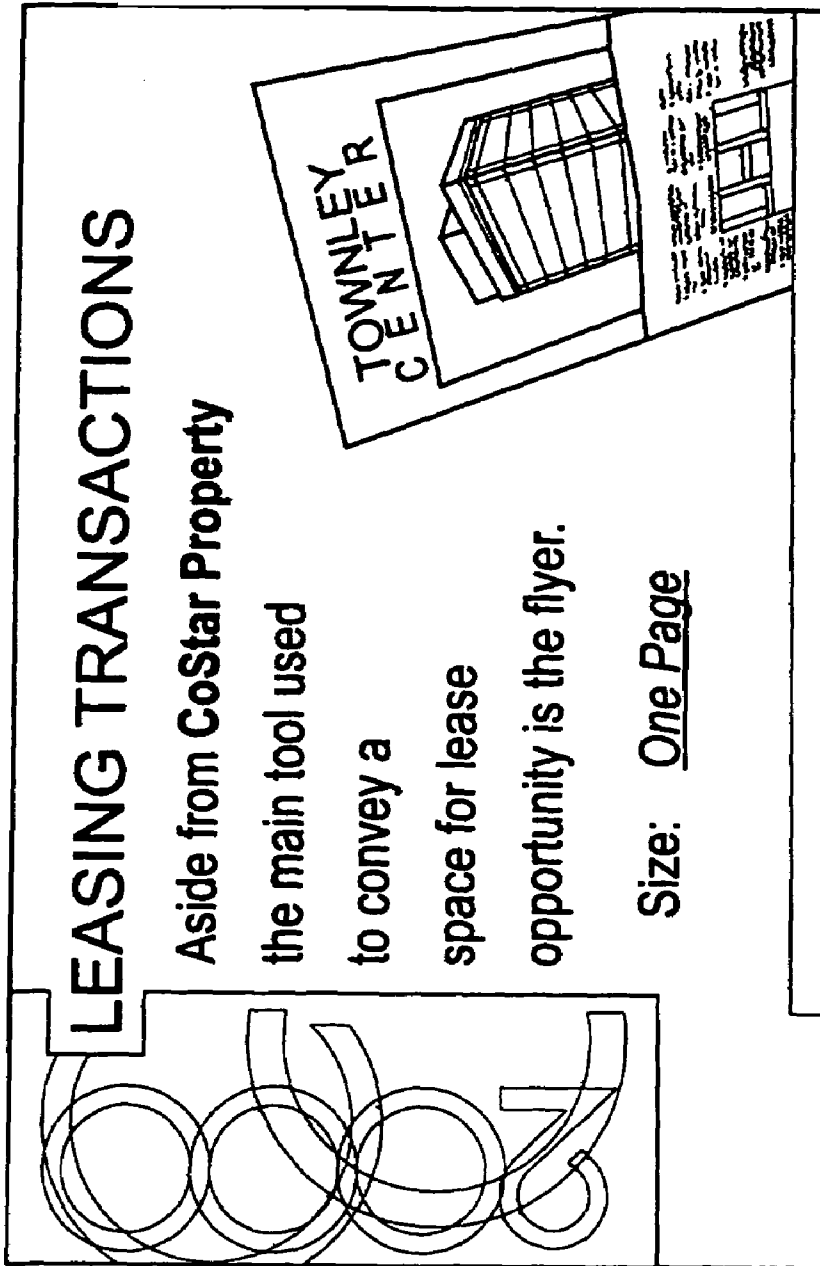 LEASING TRANSACTIONS
Aside from CoStar Property
the main tool used
to convey a
space for lease
opportunity is the flyer.
Size: One Page
TOWNLEY
CENTER